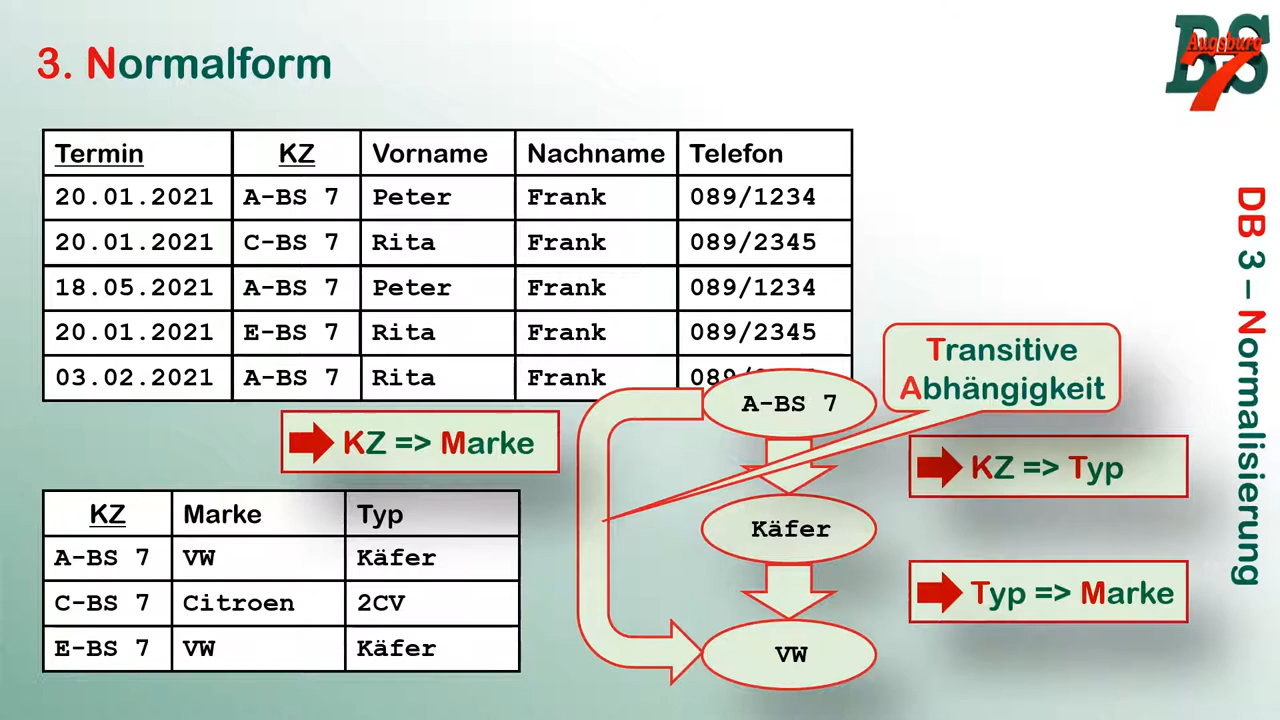 3. Normalform
BS
Augsburg
7
Termin KZ Vorname Nachname Telefon
20.01.2021 A-BS 7 Peter Frank 089/1234
20.01.2021 C-BS 7 Rita Frank 089/2345
18.05.2021 A-BS 7 Peter Frank 089/1234
20.01.2021 E-BS 7 Rita Frank 089/2345
03.02.2021 A-BS 7 Rita Frank
Transitive
Abhängigkeit
A-BS 7
KZ => Marke
KZ => Typ
KZ Marke Typ
A-BS 7 VW Käfer
C-BS 7 Citroen 2CV
E-BS 7 VW Käfer
Käfer
Typ => Marke
VW
DB 3 – Normalisierung